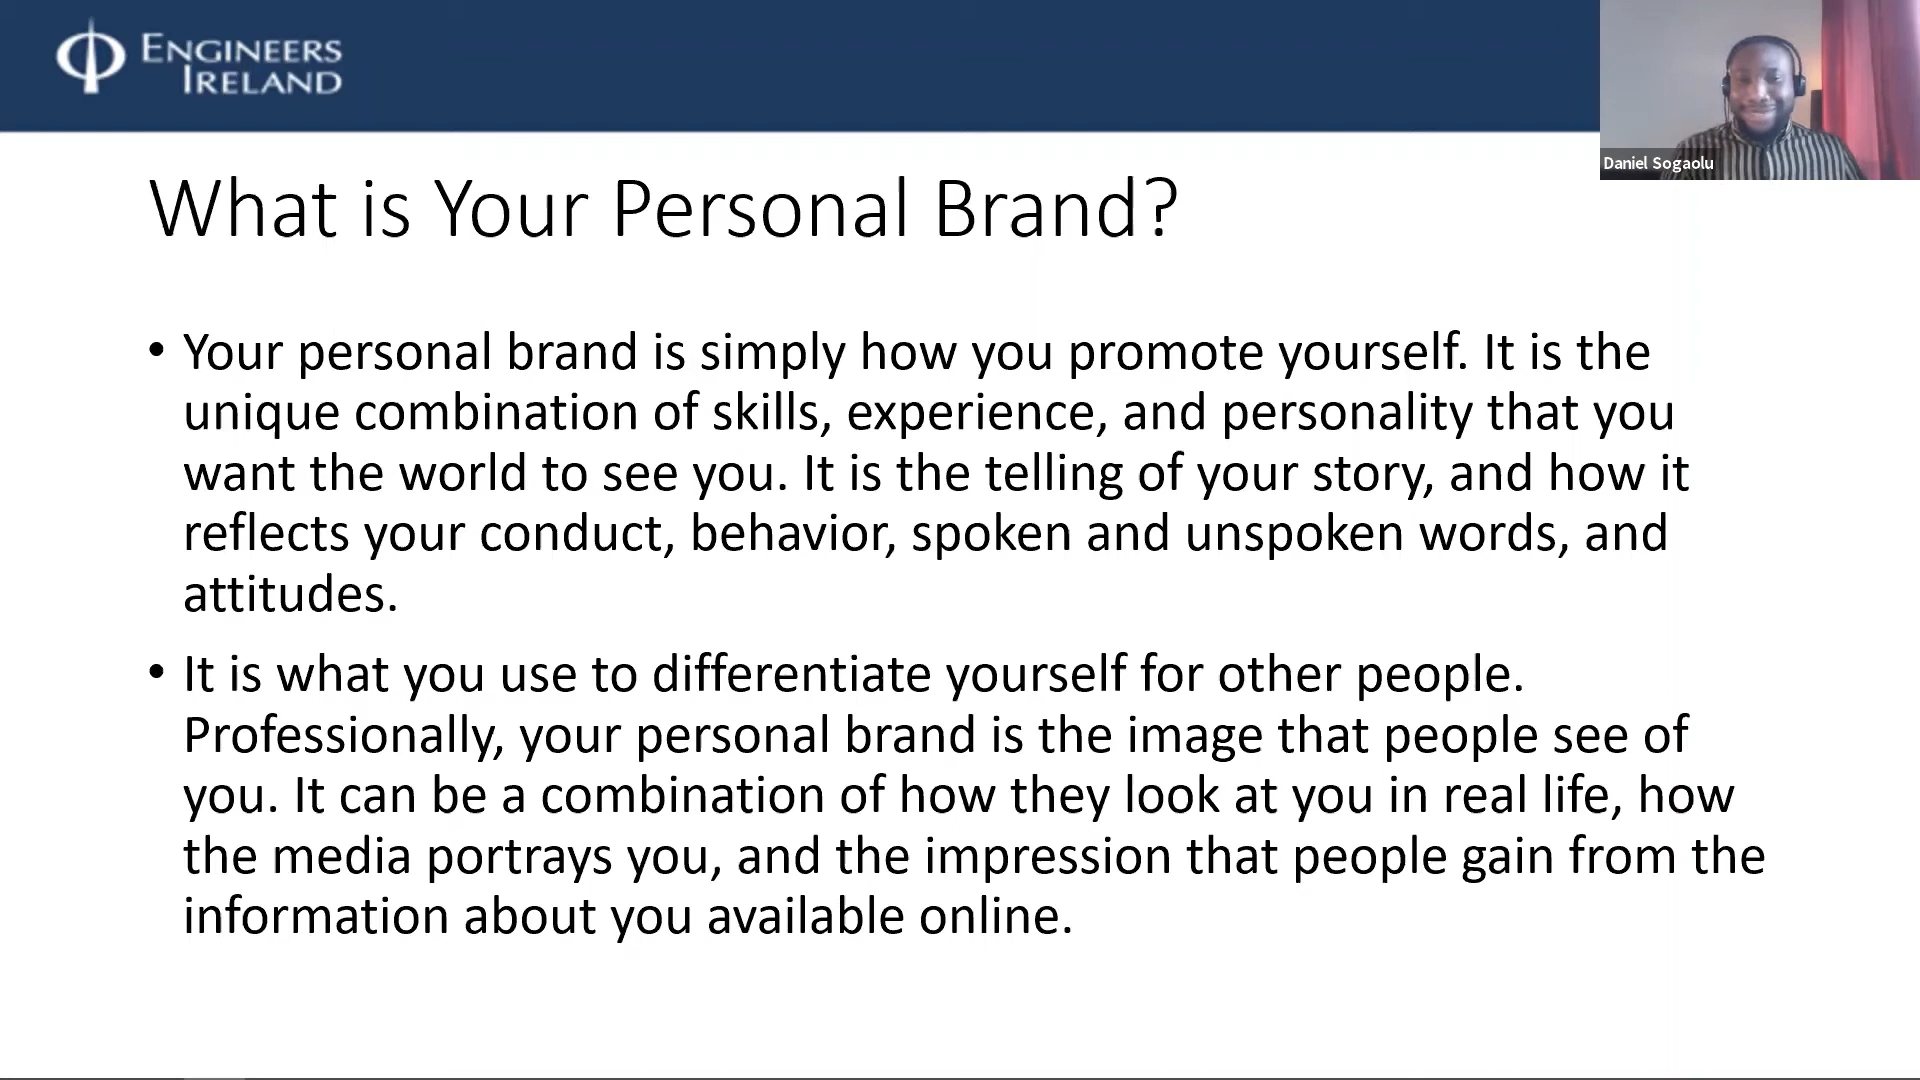 ENGINEERS
IRELAND
Daniel Sogaolu
What is Your Personal Brand?
• Your personal brand is simply how you promote yourself. It is the
unique combination of skills, experience, and personality that you
want the world to see you. It is the telling of your story, and how it
reflects your conduct, behavior, spoken and unspoken words, and
attitudes.
• It is what you use to differentiate yourself for other people.
Professionally, your personal brand is the image that people see of
you. It can be a combination of how they look at you in real life, how
the media portrays you, and the impression that people gain from the
information about you available online.